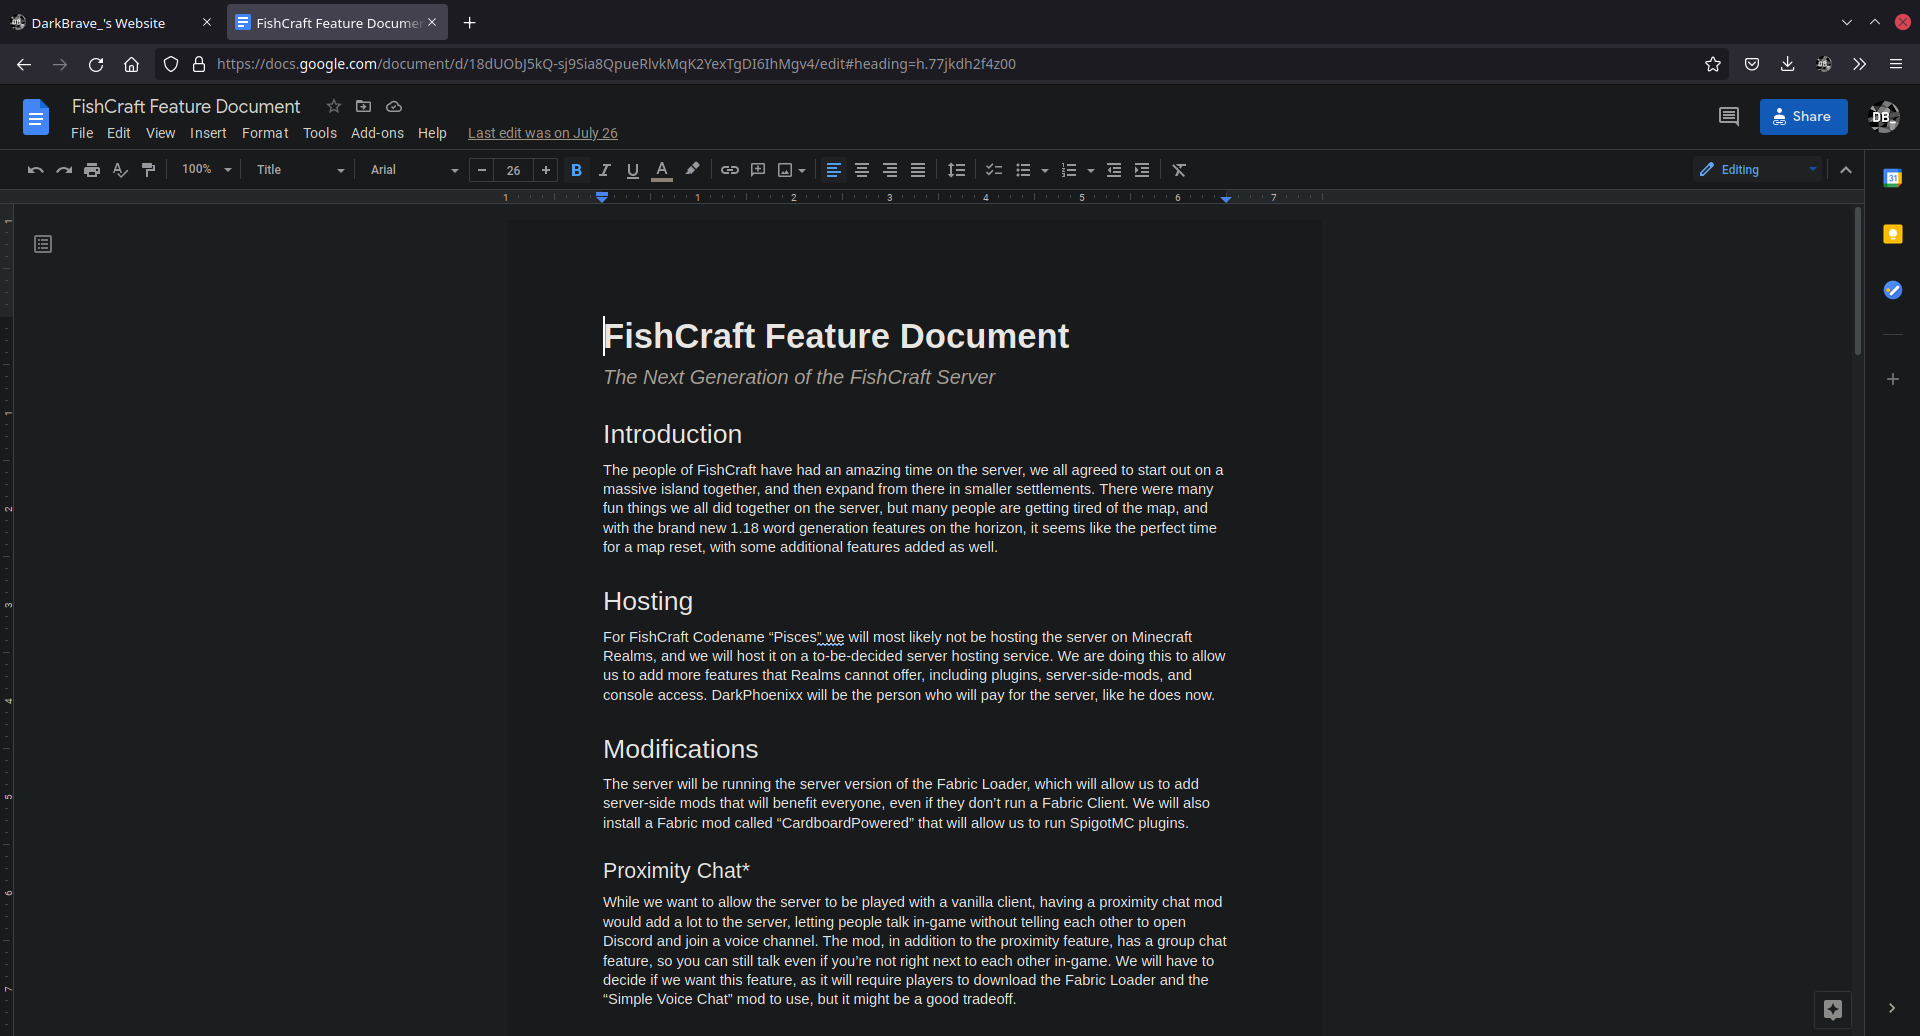 DarkBrave_'s Website
FishCraft Feature Documen
https://docs.google.com/document/d/18dUObJ5kQ-sj9Sia8QpueRlvkMqK2YexTgDI6IhMgv4/edit#heading=h.77jkdh2f4z00
FishCraft Feature Document
File Edit View Insert Format Tools Add-ons Help Last edit was on July 26
Share
DB_
100% Title Arial 26 B I U A Editing
1 1 2 3 4 5 6 7
31
FishCraft Feature Document
The Next Generation of the FishCraft Server
Introduction
The people of FishCraft have had an amazing time on the server, we all agreed to start out on a
massive island together, and then expand from there in smaller settlements. There were many
fun things we all did together on the server, but many people are getting tired of the map, and
with the brand new 1.18 word generation features on the horizon, it seems like the perfect time
for a map reset, with some additional features added as well.
Hosting
For FishCraft Codename “Pisces” we will most likely not be hosting the server on Minecraft
Realms, and we will host it on a to-be-decided server hosting service. We are doing this to allow
us to add more features that Realms cannot offer, including plugins, server-side-mods, and
console access. DarkPhoenixx will be the person who will pay for the server, like he does now.
Modifications
The server will be running the server version of the Fabric Loader, which will allow us to add
server-side mods that will benefit everyone, even if they don’t run a Fabric Client. We will also
install a Fabric mod called “CardboardPowered” that will allow us to run SpigotMC plugins.
Proximity Chat*
While we want to allow the server to be played with a vanilla client, having a proximity chat mod
would add a lot to the server, letting people talk in-game without telling each other to open
Discord and join a voice channel. The mod, in addition to the proximity feature, has a group chat
feature, so you can still talk even if you’re not right next to each other in-game. We will have to
decide if we want this feature, as it will require players to download the Fabric Loader and the
“Simple Voice Chat” mod to use, but it might be a good tradeoff.
1
1
2
3
4
5
6
7